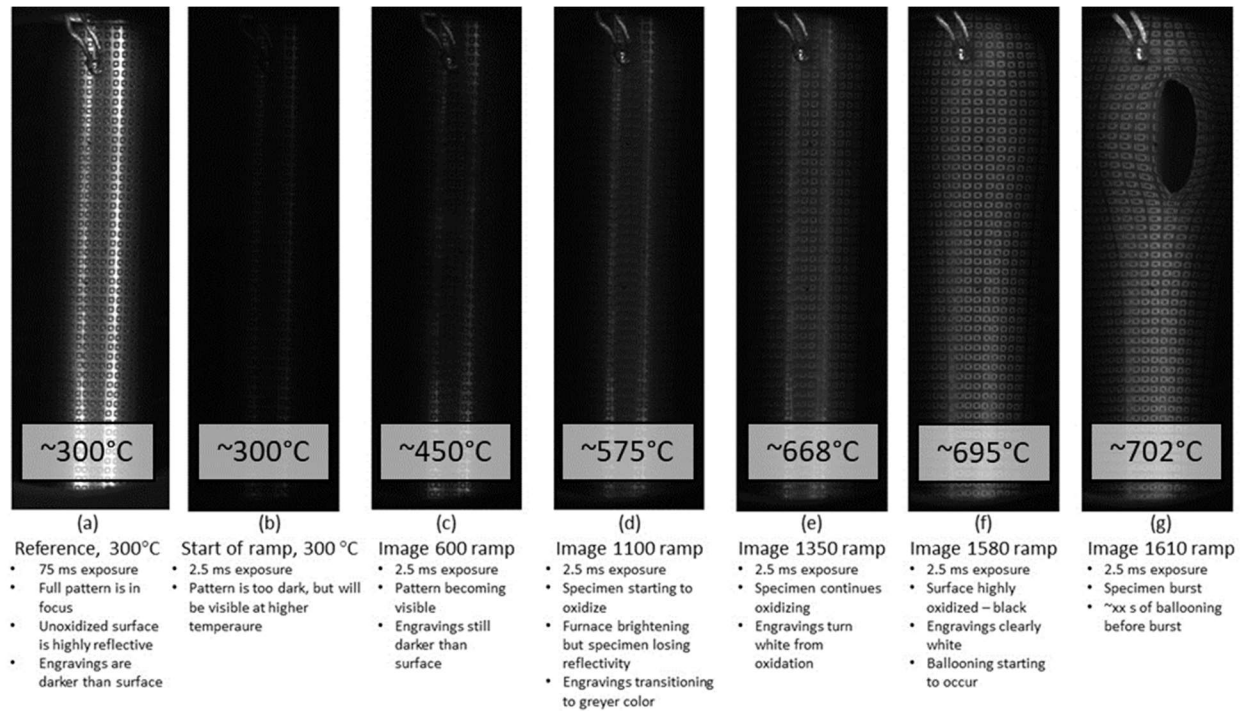 ~300°C
~300°C
~450°C
~575°C
~668°C
~695°C
~702°C
(a)
Reference, 300°C
• 75 ms exposure
• Full pattern is in
focus
• Unoxidized surface
is highly reflective
• Engravings are
darker than surface
(b)
Start of ramp, 300 °C
• 2.5 ms exposure
• Pattern is too dark, but will
be visible at higher
temperaure
(c)
Image 600 ramp
• 2.5 ms exposure
• Pattern becoming
visible
• Engravings still
darker than
surface
(d)
Image 1100 ramp
• 2.5 ms exposure
• Specimen starting to
oxidize
• Furnace brightening
but specimen losing
reflectivity
• Engravings transitioning
to greyer color
(e)
Image 1350 ramp
• 2.5 ms exposure
• Specimen continues
oxidizing
• Engravings turn
white from
oxidation
(f)
Image 1580 ramp
• 2.5 ms exposure
• Surface highly
oxidized – black
• Engravings clearly
white
• Ballooning starting
to occur
(g)
Image 1610 ramp
• 2.5 ms exposure
• Specimen burst
• ~xx s of ballooning
before burst